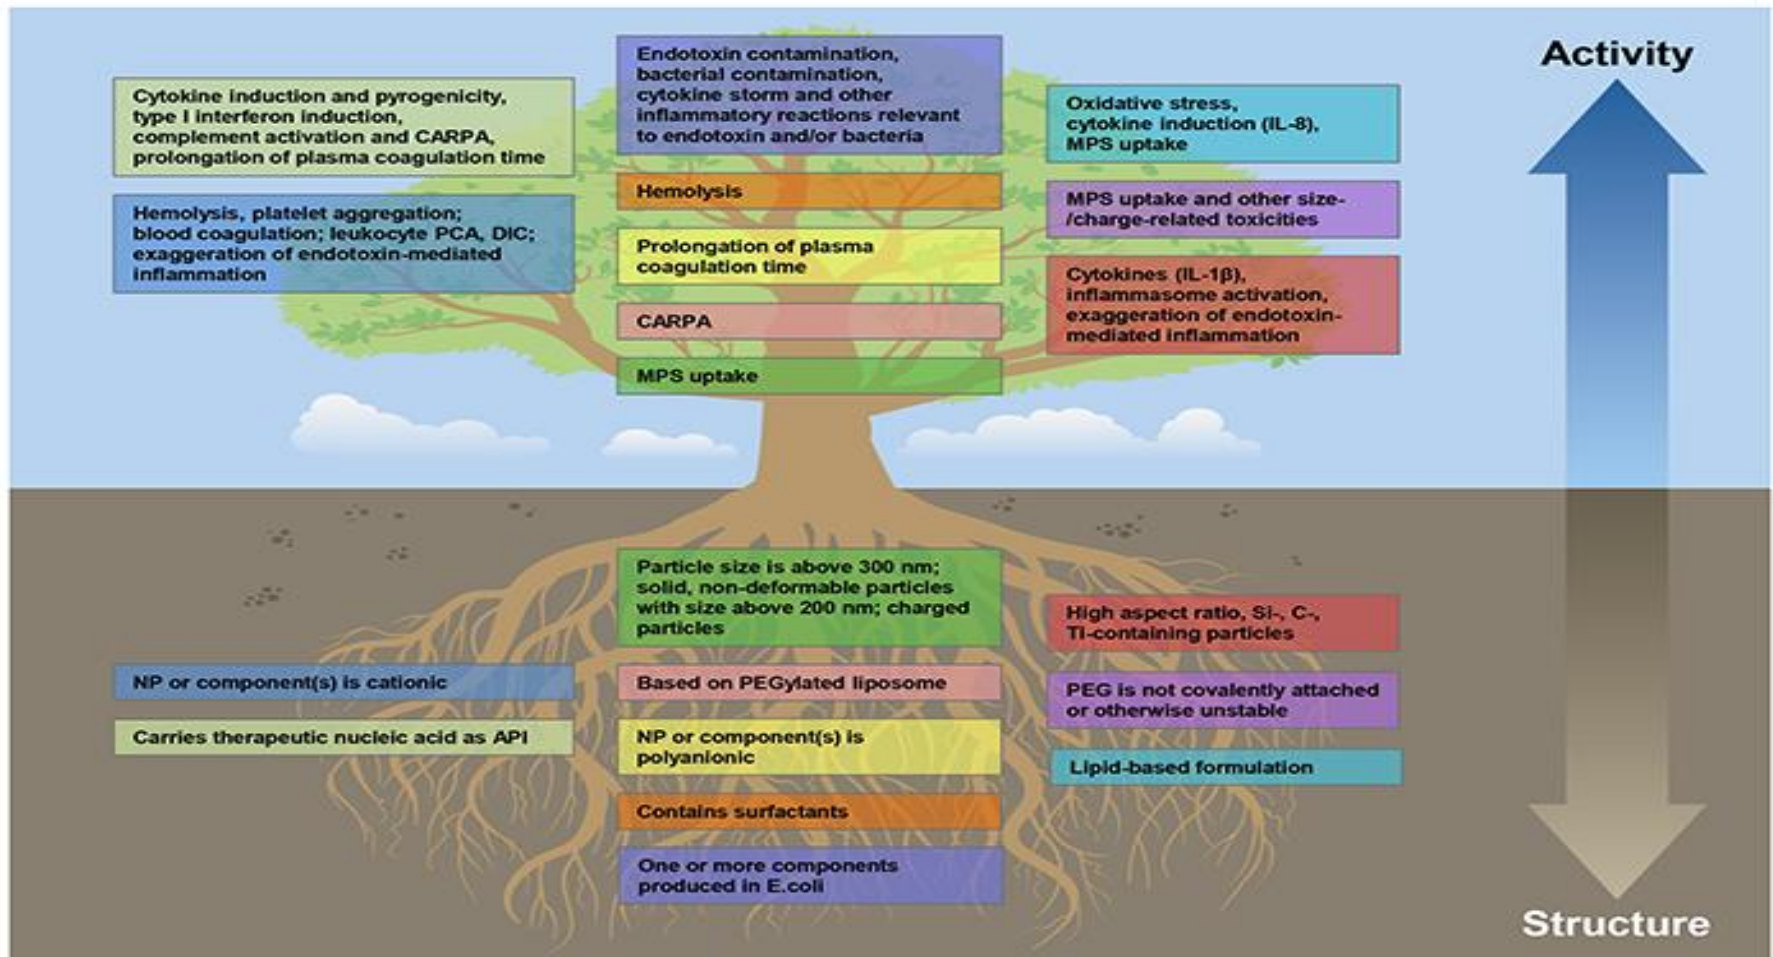 Activity
Cytokine induction and pyrogenicity,
type I interferon induction,
complement activation and CARPA,
prolongation of plasma coagulation time
Hemolysis, platelet aggregation;
blood coagulation; leukocyte PCA, DIC;
exaggeration of endotoxin-mediated
inflammation
Endotoxin contamination,
bacterial contamination,
cytokine storm and other
inflammatory reactions relevant
to endotoxin and/or bacteria
Hemolysis
Prolongation of plasma
coagulation time
CARPA
MPS uptake
Oxidative stress,
cytokine induction (IL-8),
MPS uptake
MPS uptake and other size-
/charge-related toxicities
Cytokines (IL-1β),
inflammasome activation,
exaggeration of endotoxin-
mediated inflammation
NP or component(s) is cationic
Carries therapeutic nucleic acid as API
Particle size is above 300 nm;
solid, non-deformable particles
with size above 200 nm; charged
particles
Based on PEGylated liposome
NP or component(s) is
polyanionic
Contains surfactants
One or more components
produced in E.coli
High aspect ratio, Si-, C-,
Ti-containing particles
PEG is not covalently attached
or otherwise unstable
Lipid-based formulation
Structure